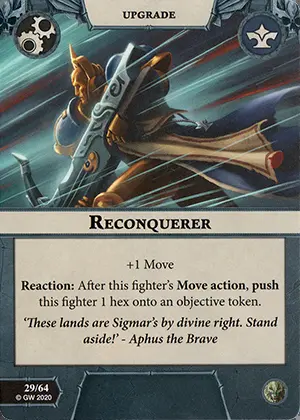 UPGRADE
RECONQUERER
+1 Move
Reaction: After this fighter's Move action, push
this fighter 1 hex onto an objective token.
'These lands are Sigmar's by divine right. Stand
aside!' - Aphus the Brave
29/64
© GW 2020